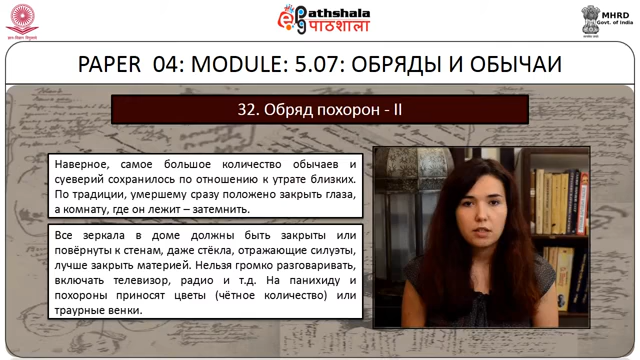 ePathshala
पाठशाला
MHRD
Govt. of India
PAPER 04: MODULE: 5.07: ОБРЯДЫ И ОБЫЧАИ
32. Обряд похорон - II
Наверное, самое большое количество обычаев и
суеверий сохранилось по отношению к утрате близких.
По традиции, умершему сразу положено закрыть глаза,
а комнату, где он лежит – затемнить.
Все зеркала в доме должны быть закрыты или
повёрнуты к стенам, даже стёкла, отражающие силуэты,
лучше закрыть материей. Нельзя громко разговаривать,
включать телевизор, радио и т.д. На панихиду и
похороны приносят цветы (чётное количество) или
траурные венки.